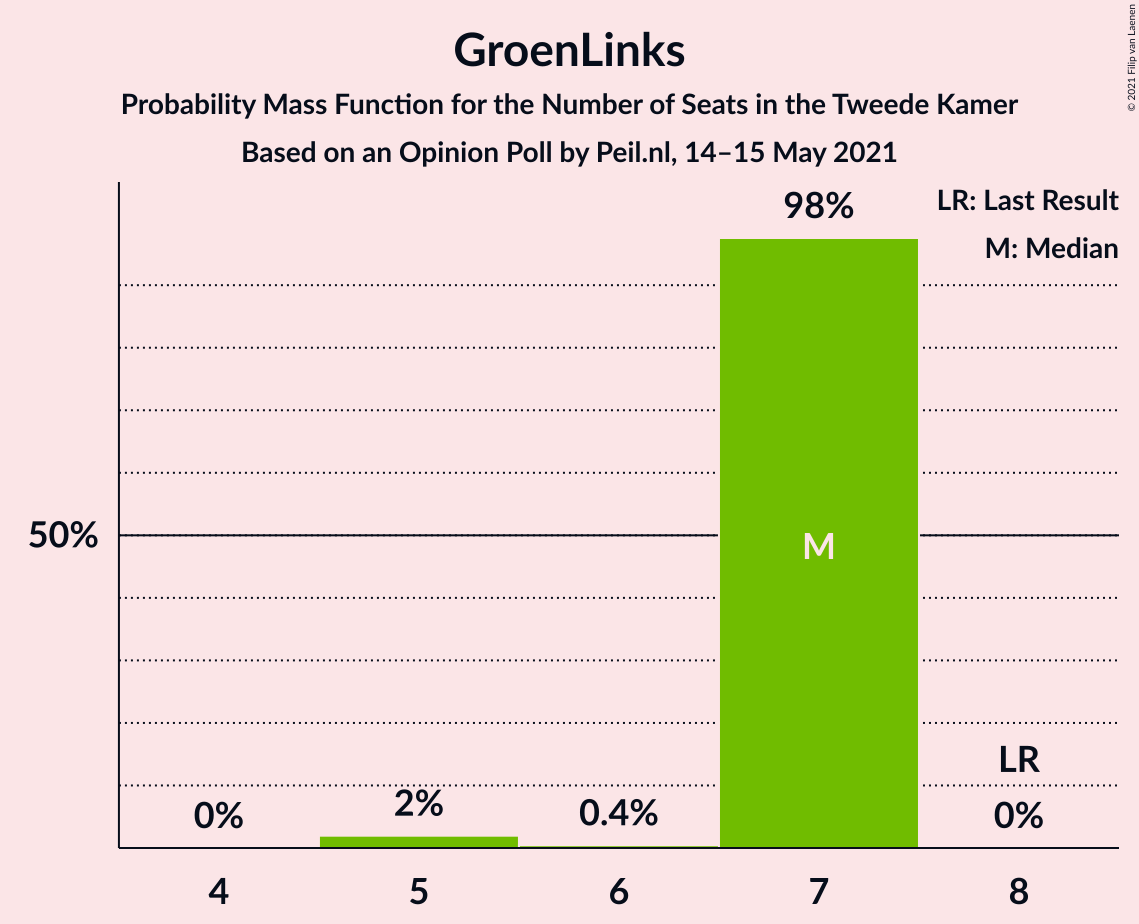 GroenLinks
Probability Mass Function for the Number of Seats in the Tweede Kamer
Based on an Opinion Poll by Peil.nl, 14–15 May 2021
© 2021 Filip van Laenen
LR: Last Result
M: Median
98%
50%
M
LR
0%
2%
0.4%
0%
4
5
6
7
8